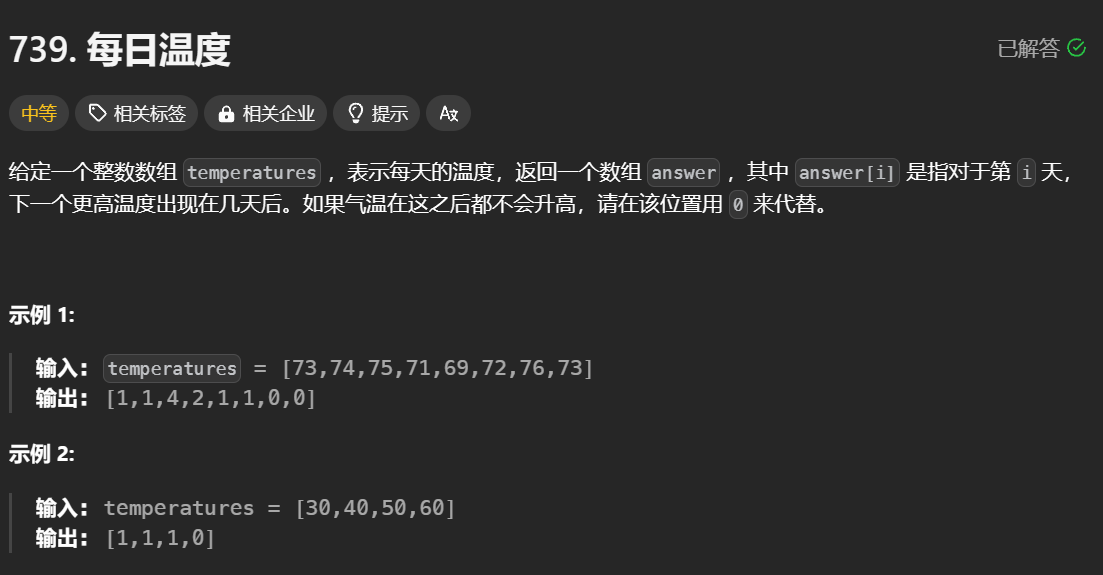 739. 每日温度
已解答
中等 相关标签 相关企业 提示
给定一个整数数组 temperatures ，表示每天的温度，返回一个数组 answer ，其中 answer[i] 是指对于第 i 天，
下一个更高温度出现在几天后。如果气温在这之后都不会升高，请在该位置用 0 来代替。
示例 1:
输入: temperatures = [73,74,75,71,69,72,76,73]
输出: [1,1,4,2,1,1,0,0]
示例 2:
输入: temperatures = [30,40,50,60]
输出: [1,1,1,0]